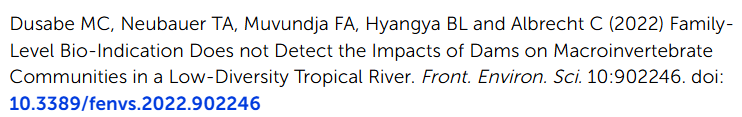 Dusabe MC, Neubauer TA, Muvundja FA, Hyangya BL and Albrecht C (2022) Family-
Level Bio-Indication Does not Detect the Impacts of Dams on Macroinvertebrate
Communities in a Low-Diversity Tropical River. Front. Environ. Sci. 10:902246. doi:
10.3389/fenvs.2022.902246